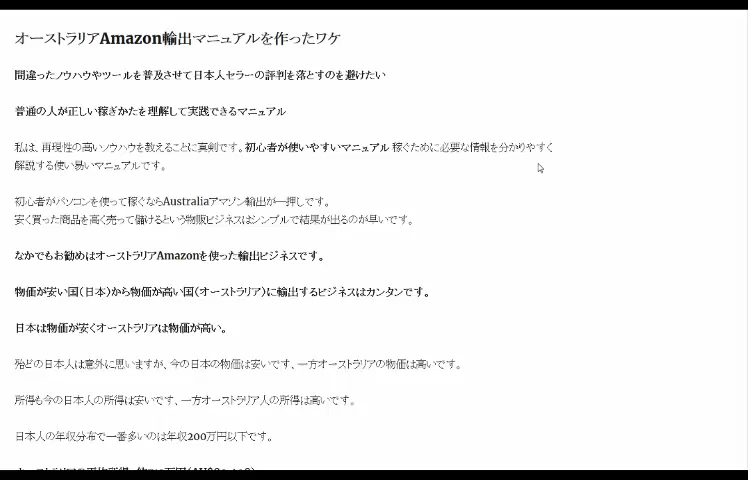 オーストラリアAmazon輸出マニュアルを作ったワケ
間違ったノウハウやツールを普及させて日本人セラーの評判を落とすのを避けたい
普通の人が正しい稼ぎかたを理解して実践できるマニュアル
私は、再現性の高いノウハウを教えることに真剣です。初心者が使いやすいマニュアル 稼ぐために必要な情報を分かりやすく
解説する使い易いマニュアルです。
初心者がパソコンを使って稼ぐならAustraliaアマゾン輸出が一押しです。
安く買った商品を高く売って儲けるという物販ビジネスはシンプルで結果が出るのが早いです。
なかでもお勧めはオーストラリアAmazonを使った輸出ビジネスです。
物価が安い国(日本)から物価が高い国(オーストラリア)に輸出するビジネスはカンタンです。
日本は物価が安くオーストラリアは物価が高い。
殆どの日本人は意外に思いますが、今の日本の物価は安いです、一方オーストラリアの物価は高いです。
所得も今の日本人の所得は安いです、一方オーストラリア人の所得は高いです。
日本人の年収分布で一番多いのは年収200万円以下です。